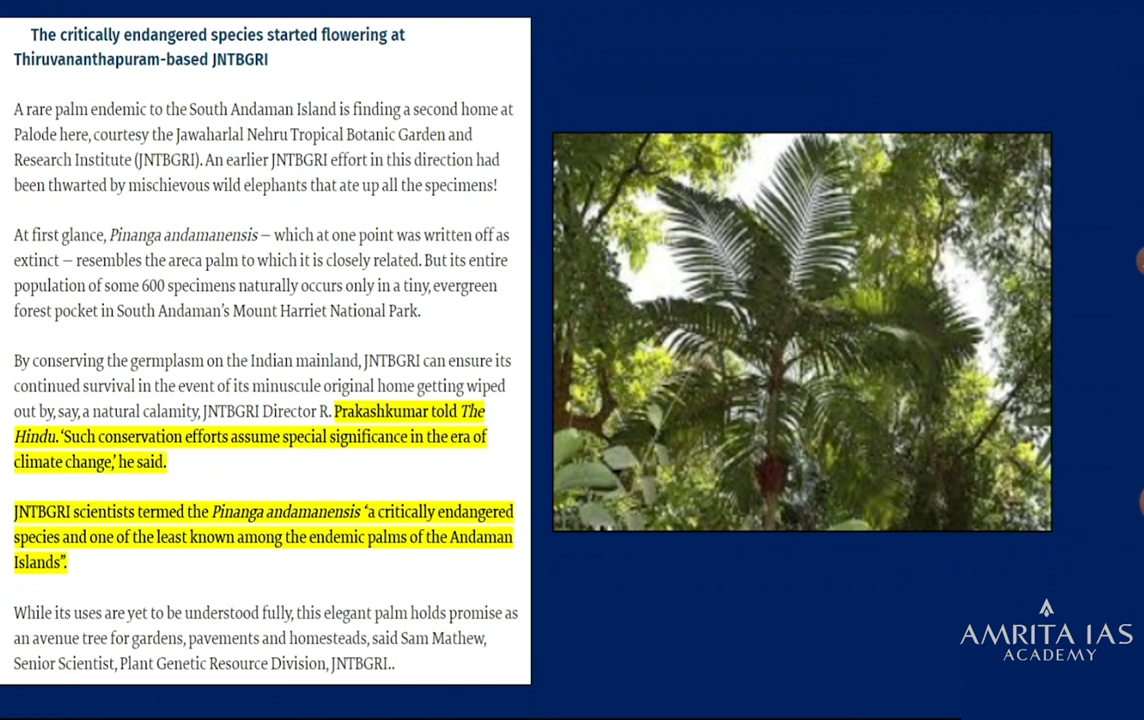 The critically endangered species started flowering at
Thiruvananthapuram-based JNTBGRI
A rare palm endemic to the South Andaman Island is finding a second home at
Palode here, courtesy the Jawaharlal Nehru Tropical Botanic Garden and
Research Institute (JNTBGRI). An earlier JNTBGRI effort in this direction had
been thwarted by mischievous wild elephants that ate up all the specimens!
At first glance, Pinanga andamanensis — which at one point was written off as
extinct — resembles the areca palm to which it is closely related. But its entire
population of some 600 specimens naturally occurs only in a tiny, evergreen
forest pocket in South Andaman's Mount Harriet National Park.
By conserving the germplasm on the Indian mainland, JNTBGRI can ensure its
continued survival in the event of its minuscule original home getting wiped
out by, say, a natural calamity, JNTBGRI Director R. Prakashkumar told The
Hindu. 'Such conservation efforts assume special significance in the era of
climate change,' he said.
JNTBGRI scientists termed the Pinanga andamanensis ‘a critically endangered
species and one of the least known among the endemic palms of the Andaman
Islands”.
While its uses are yet to be understood fully, this elegant palm holds promise as
an avenue tree for gardens, pavements and homesteads, said Sam Mathew,
Senior Scientist, Plant Genetic Resource Division, JNTBGRI..
AMRITA IAS
ACADEMY